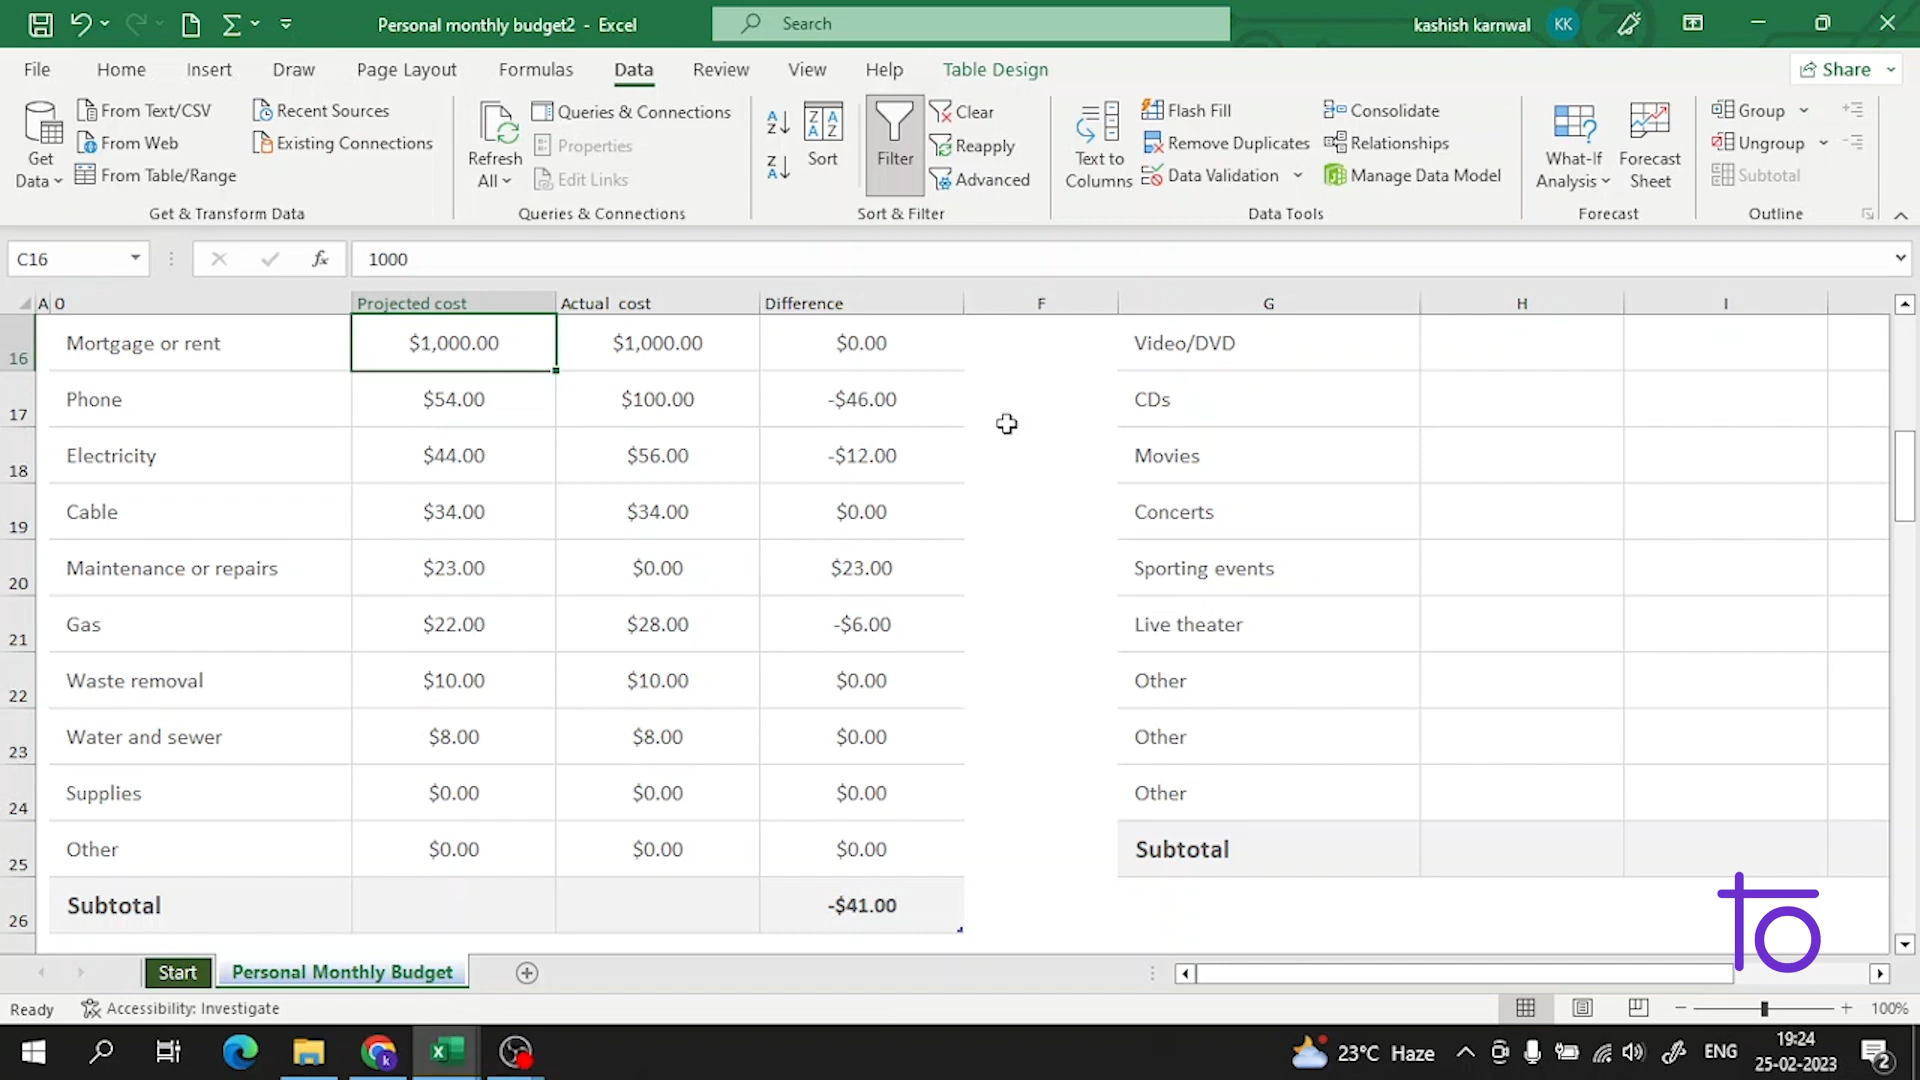 Personal monthly budget2 - Excel
Search
kashish karnwal
KK
File Home Insert Draw Page Layout Formulas Data Review View Help Table Design
Share
Get Data
From Text/CSV
From Web
From Table/Range
Recent Sources
Existing Connections
Get & Transform Data
Refresh All
Queries & Connections
Properties
Edit Links
Queries & Connections
Sort
Filter
Clear
Reapply
Advanced
Sort & Filter
Text to Columns
Flash Fill
Remove Duplicates
Data Validation
Consolidate
Relationships
Manage Data Model
Data Tools
What-If Analysis
Forecast Sheet
Forecast
Group
Ungroup
Subtotal
Outline
C16 fx 1000
A O Projected cost Actual cost Difference F G H I
16 Mortgage or rent $1,000.00 $1,000.00 $0.00 Video/DVD
17 Phone $54.00 $100.00 -$46.00 CDs
18 Electricity $44.00 $56.00 -$12.00 Movies
19 Cable $34.00 $34.00 $0.00 Concerts
20 Maintenance or repairs $23.00 $0.00 $23.00 Sporting events
21 Gas $22.00 $28.00 -$6.00 Live theater
22 Waste removal $10.00 $10.00 $0.00 Other
23 Water and sewer $8.00 $8.00 $0.00 Other
24 Supplies $0.00 $0.00 $0.00 Other
25 Other $0.00 $0.00 $0.00 Subtotal
26 Subtotal -$41.00
to
Start Personal Monthly Budget
Ready Accessibility: Investigate 100%
23°C Haze ENG 19:24
25-02-2023 2